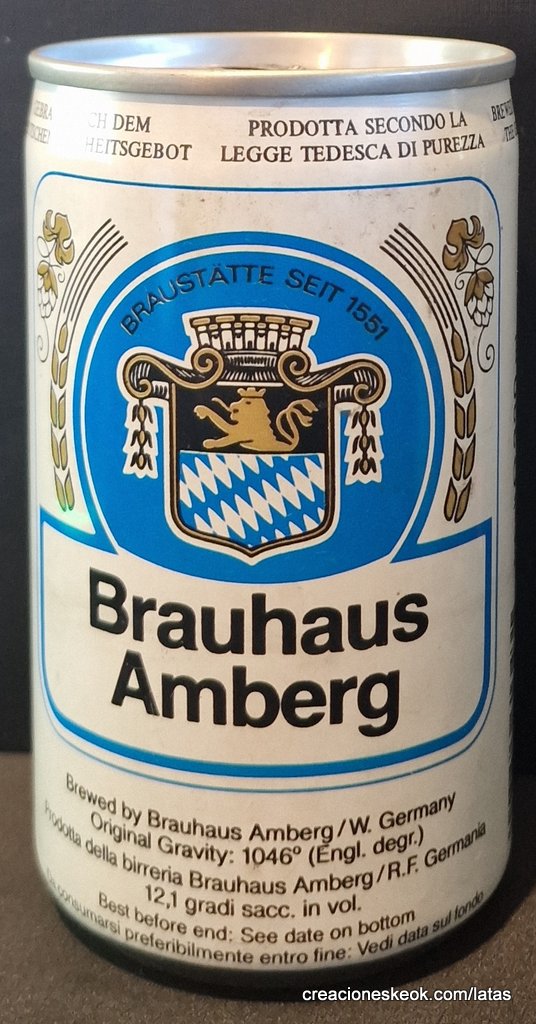 CH DEM
HEITSGEBOT
PRODOTTA SECONDO LA
LEGGE TEDESCA DI PUREZZA
BRAUSTÄTTE SEIT 1551
Brauhaus
Amberg
Brewed by Brauhaus Amberg/W. Germany
Original Gravity: 1046° (Engl. degr.)
Prodotta della birreria Brauhaus Amberg/R.F. Germania
12,1 gradi sacc. in vol.
Best before end: See date on bottom
Da consumarsi preferibilmente entro fine: Vedi data sul fondo
creacioneskeok.com/latas